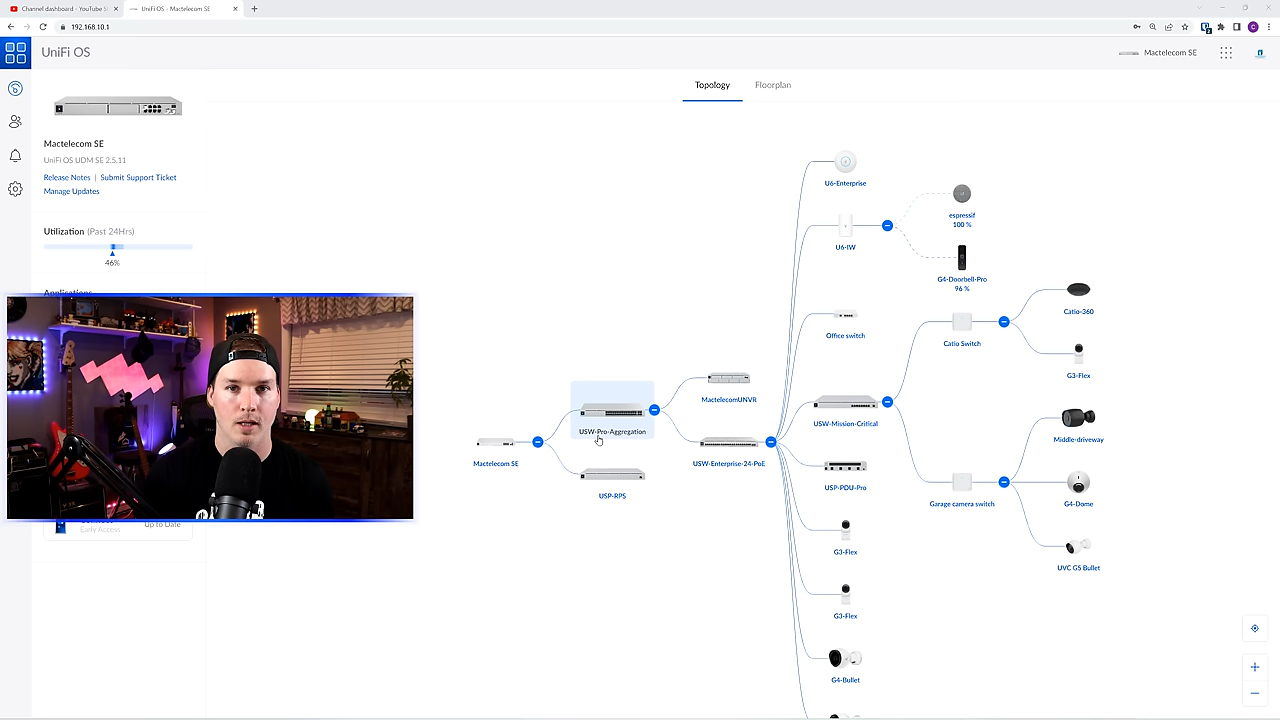 Channel dashboard - YouTube S
UniFi OS - Mactelecom SE
192.168.10.1
UniFi OS
Mactelecom SE
Topology
Floorplan
Mactelecom SE
UniFi OS UDM SE 2.5.11
Release Notes | Submit Support Ticket
Manage Updates
Utilization (Past 24Hrs)
46%
Applications
Connect
Early Access
Up to Date
Mactelecom SE
USW-Pro-Aggregation
USP-RPS
MactelecomUNVR
USW-Enterprise-24-PoE
U6-Enterprise
U6-IW
espressif
100 %
G4-Doorbell-Pro
96 %
Office switch
USW-Mission-Critical
Catio Switch
Catio-360
G3-Flex
Garage camera switch
Middle-driveway
G4-Dome
UVC G5 Bullet
USP-PDU-Pro
G3-Flex
G3-Flex
G4-Bullet